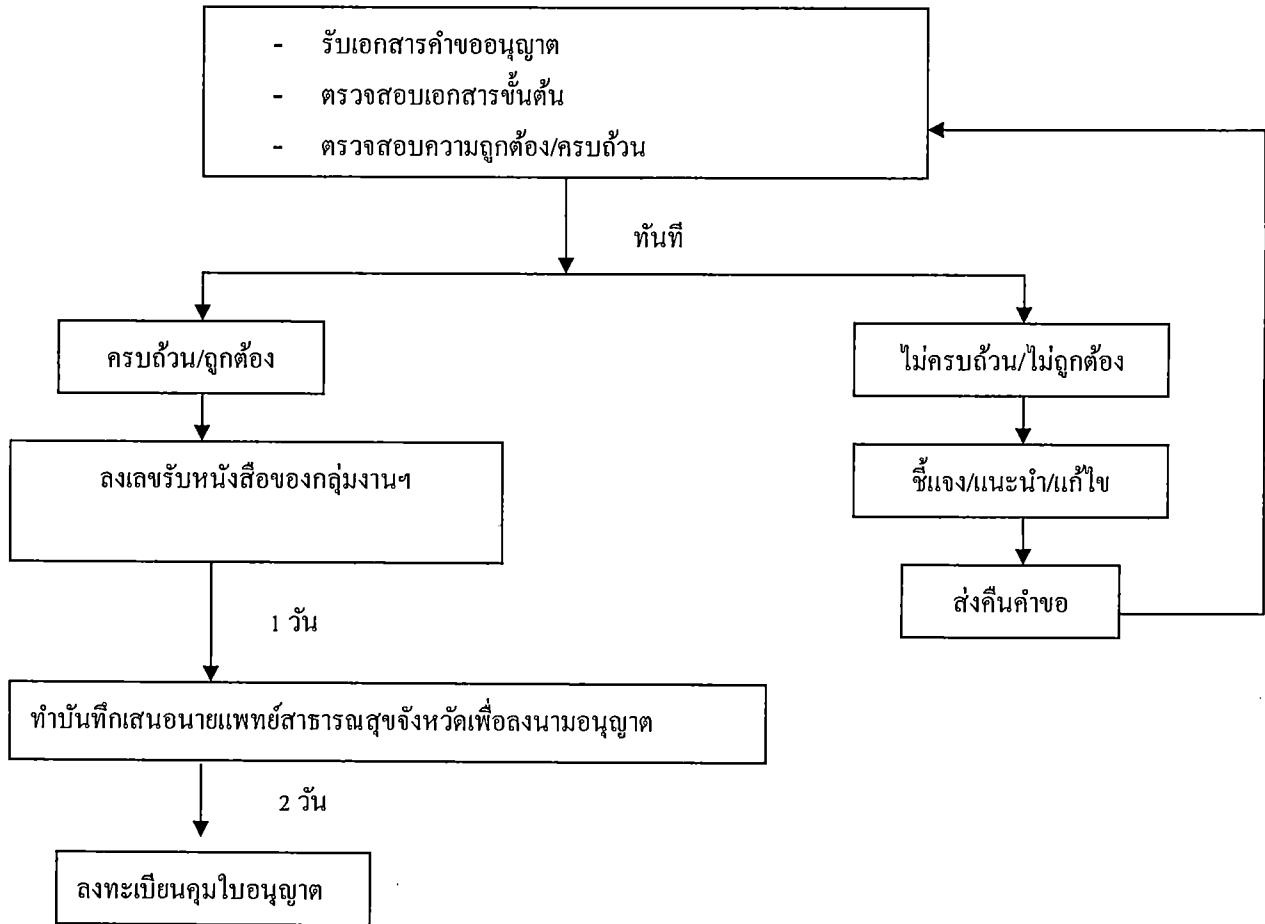 - รับเอกสารคำขออนุญาต
- ตรวจสอบเอกสารขั้นต้น
- ตรวจสอบความถูกต้อง/ครบถ้วน
ทันที
ครบถ้วน/ถูกต้อง
ไม่ครบถ้วน/ไม่ถูกต้อง
ลงเลขรับหนังสือของกลุ่มงานฯ
ชี้แจง/แนะนำ/แก้ไข
ส่งคืนคำขอ
1 วัน
ทำบันทึกเสนอนายแพทย์สาธารณสุขจังหวัดเพื่อลงนามอนุญาต
2 วัน
ลงทะเบียนคุมใบอนุญาต